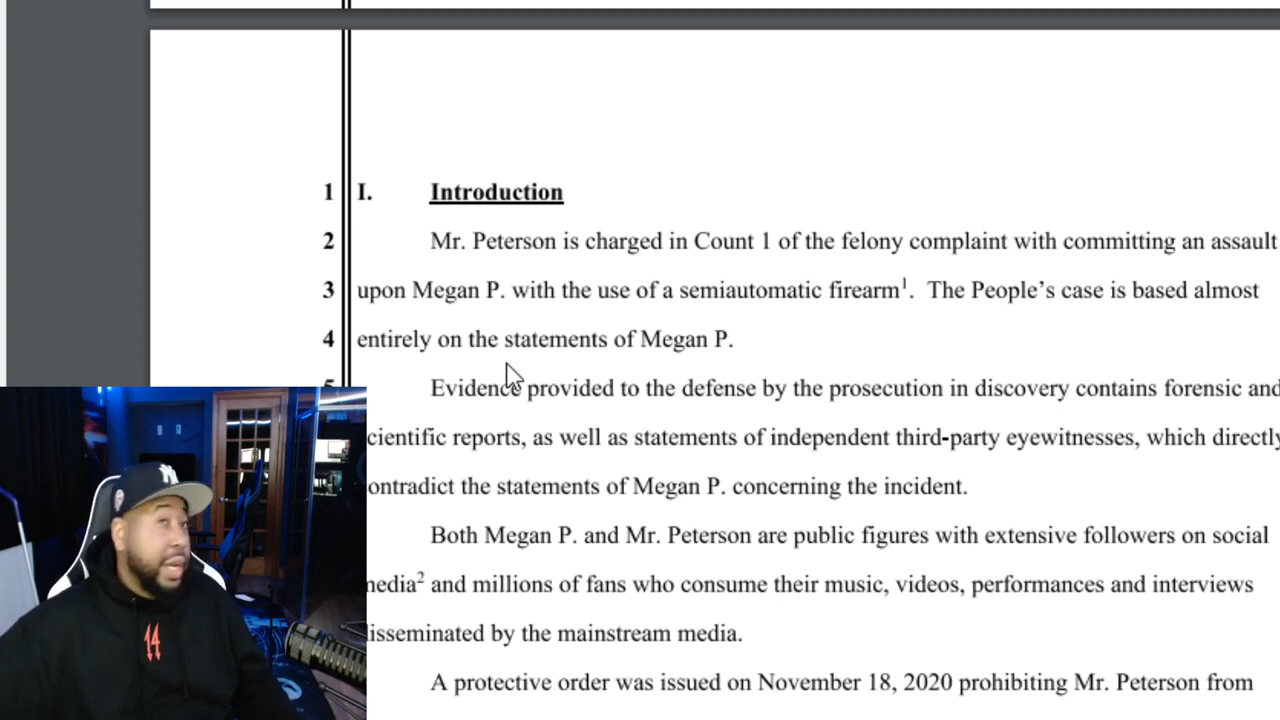 1 I. Introduction
2 Mr. Peterson is charged in Count 1 of the felony complaint with committing an assault
3 upon Megan P. with the use of a semiautomatic firearm¹. The People’s case is based almost
4 entirely on the statements of Megan P.
Evidence provided to the defense by the prosecution in discovery contains forensic and
cientific reports, as well as statements of independent third-party eyewitnesses, which directly
ontradict the statements of Megan P. concerning the incident.
Both Megan P. and Mr. Peterson are public figures with extensive followers on social
media² and millions of fans who consume their music, videos, performances and interviews
disseminated by the mainstream media.
A protective order was issued on November 18, 2020 prohibiting Mr. Peterson from
14